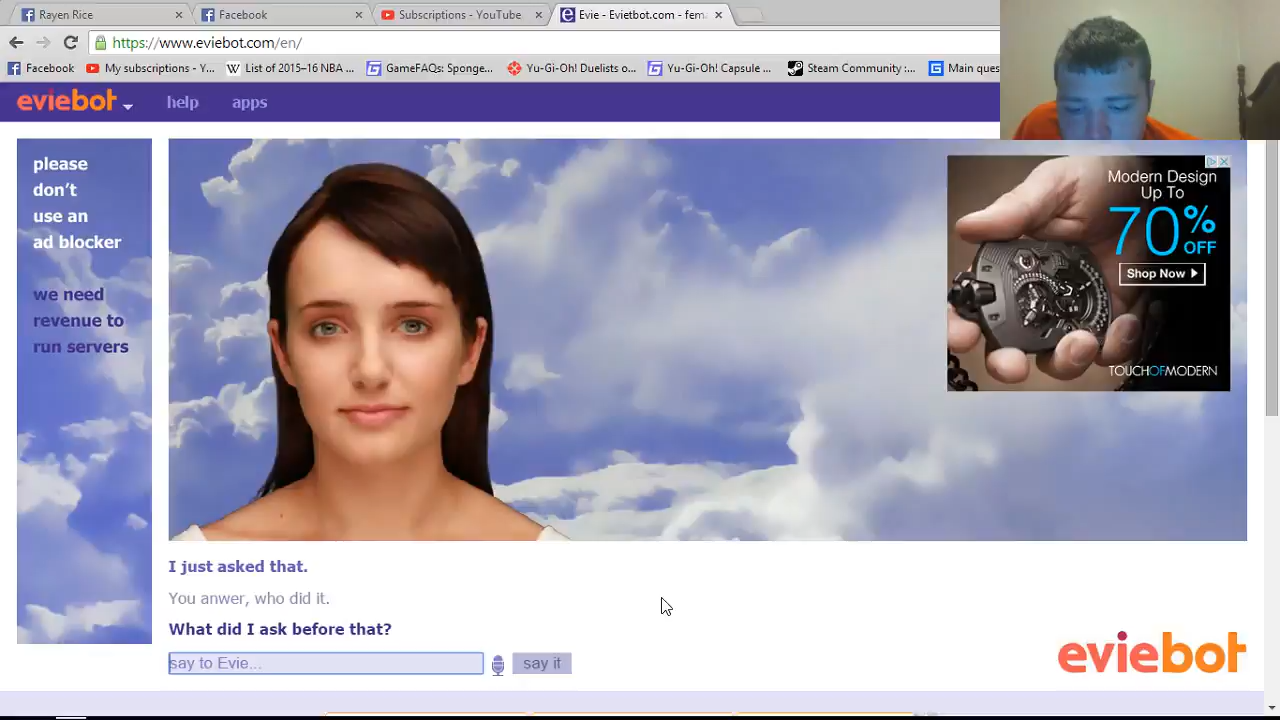 Rayen Rice
Facebook
Subscriptions - YouTube
Evie - Eviebot.com - fem
https://www.eviebot.com/en/
Facebook
My subscriptions - Y...
List of 2015–16 NBA ...
GameFAQs: Sponge...
Yu-Gi-Oh! Duelists o...
Yu-Gi-Oh! Capsule ...
Steam Community :...
Main ques
eviebot
help
apps
please
don't
use an
ad blocker
we need
revenue to
run servers
Modern Design
Up To
70% OFF
Shop Now
TOUCHOFMODERN
I just asked that.
You anwer, who did it.
What did I ask before that?
say to Evie...
say it
eviebot